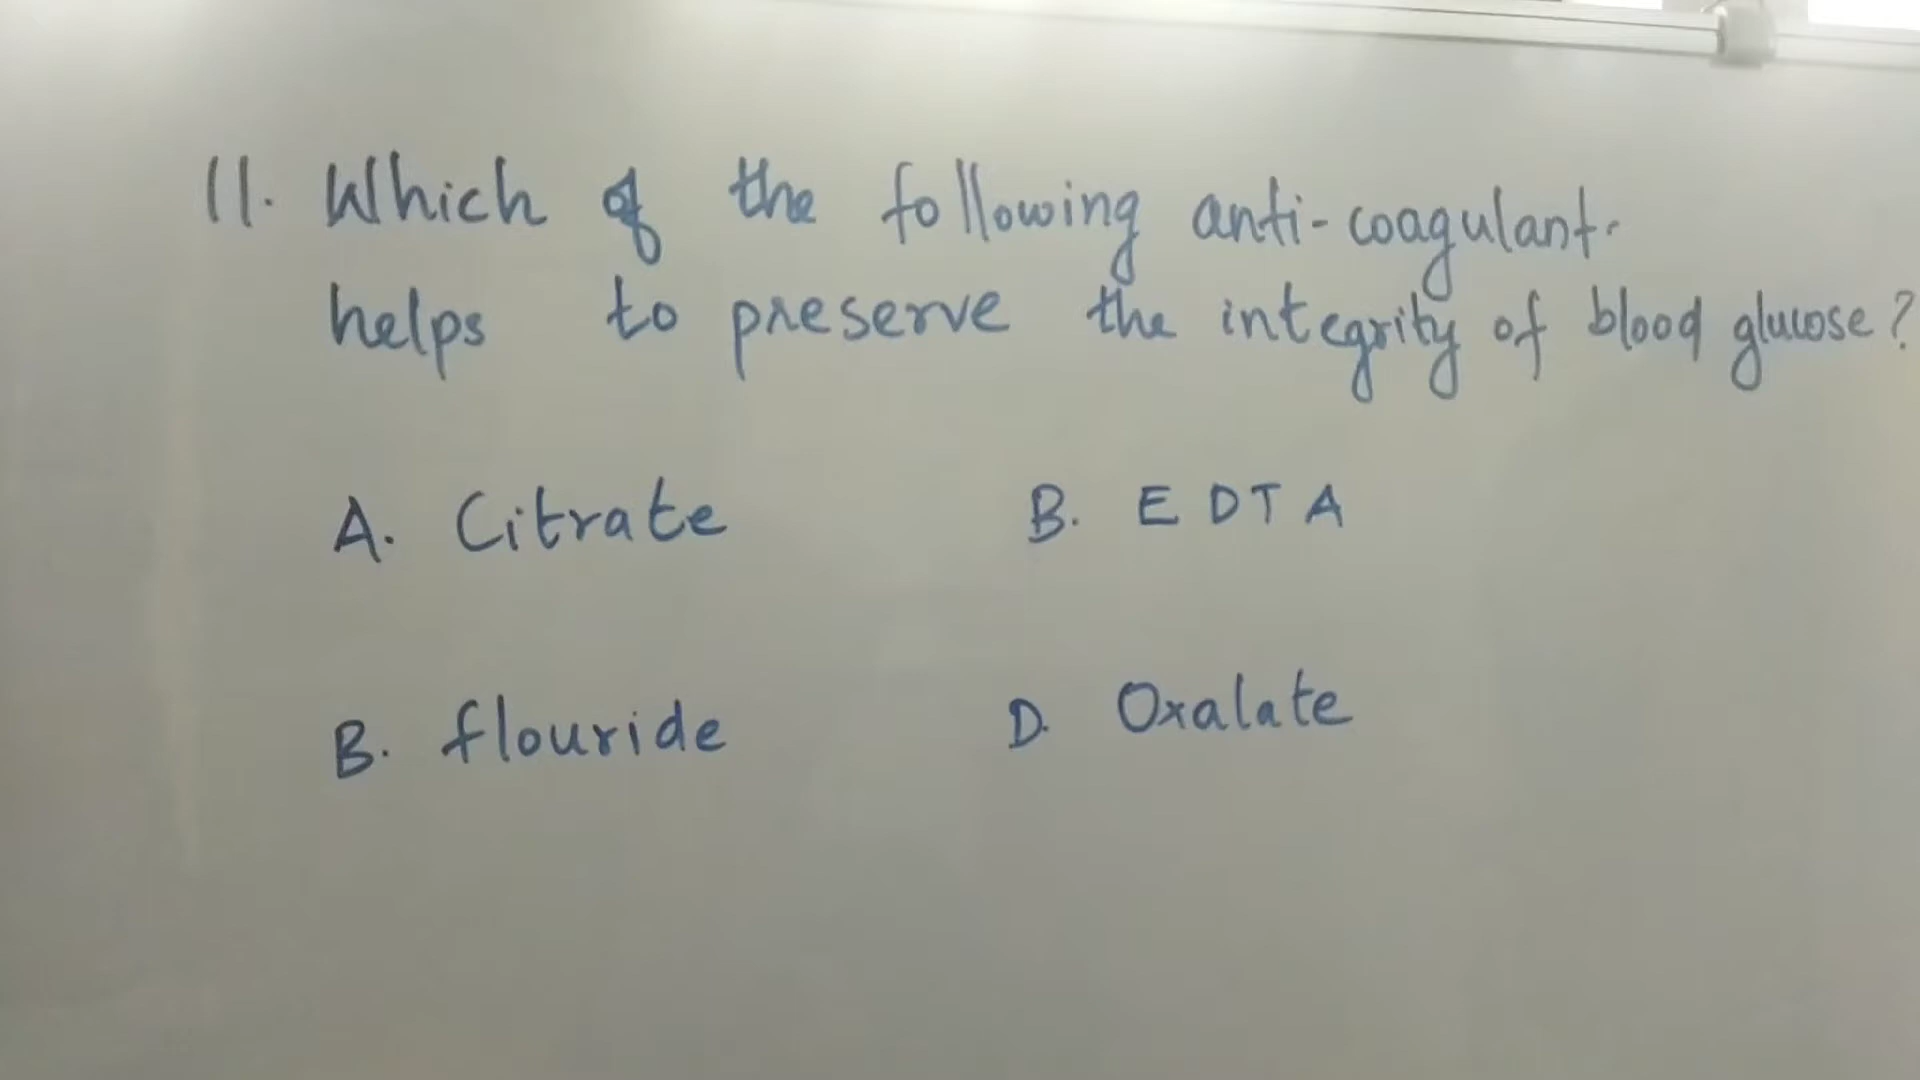 11. Which of the following anti-coagulant
helps to preserve the integrity of blood glucose?
A. Citrate B. EDTA
B. flouride D. Oxalate